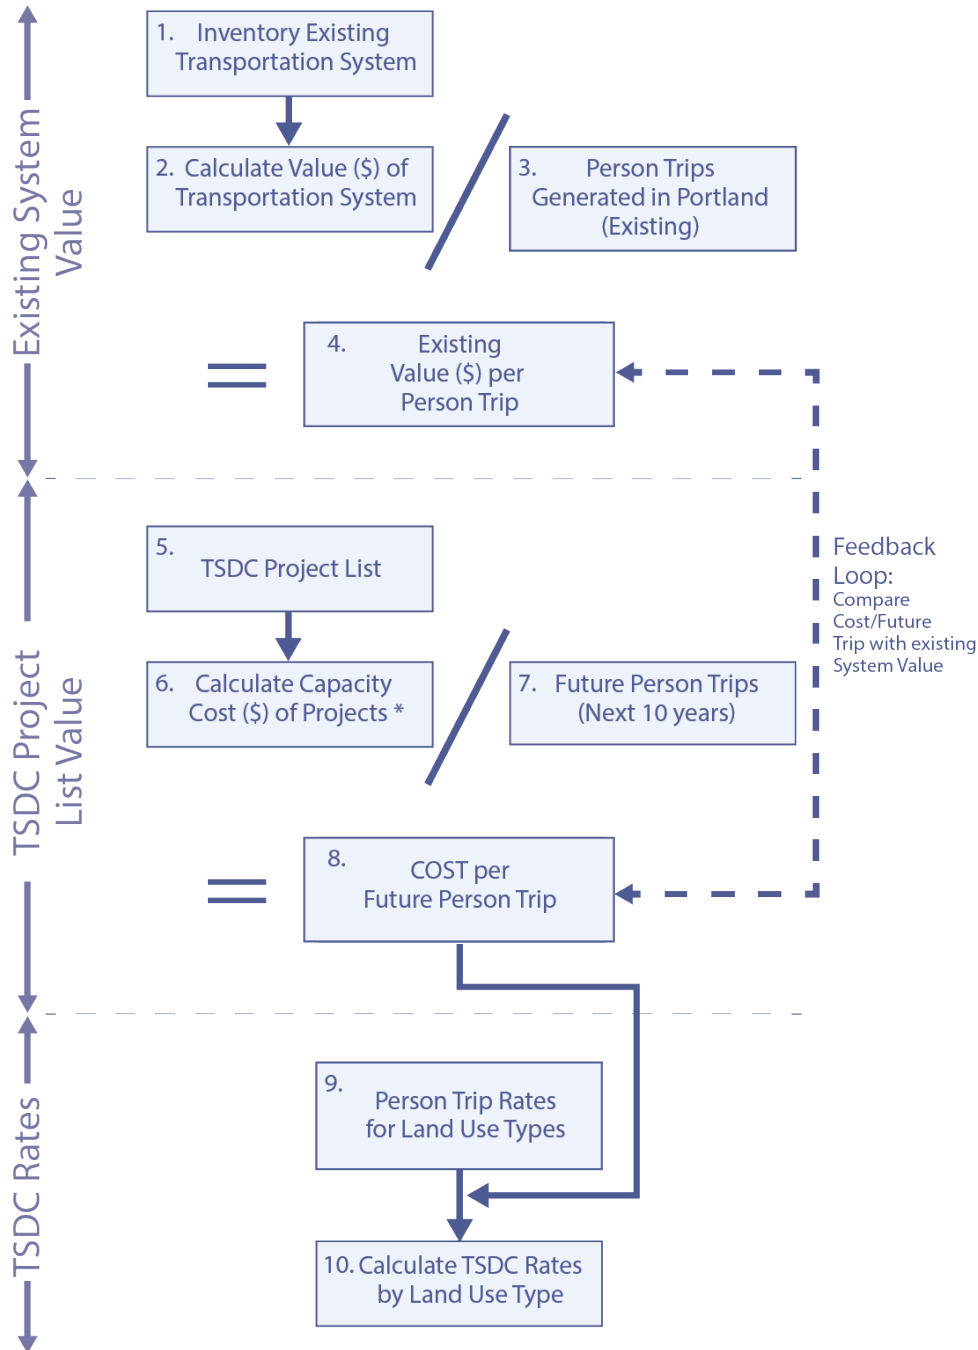 Existing System
Value
1. Inventory Existing
Transportation System
2. Calculate Value ($) of
Transportation System
3. Person Trips
Generated in Portland
(Existing)
=
4. Existing
Value ($) per
Person Trip
TSDC Project
List Value
5.
TSDC Project List
6. Calculate Capacity
Cost ($) of Projects *
7. Future Person Trips
(Next 10 years)
=
8.
COST per
Future Person Trip
Feedback
Loop:
Compare
Cost/Future
Trip with existing
System Value
TSDC Rates
9.
Person Trip Rates
for Land Use Types
10. Calculate TSDC Rates
by Land Use Type